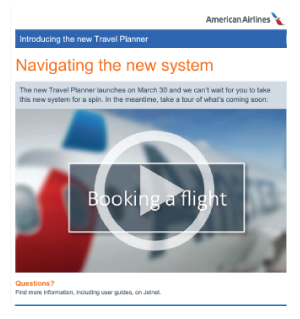 American Airlines
Introducing the new Travel Planner
Navigating the new system
The new Travel Planner launches on March 30 and we can't wait for you to take
this new system for a spin. In the meantime, take a tour of what's coming soon:
Booking a flight
Questions?
Find more information, including user guides, on Jetnet.